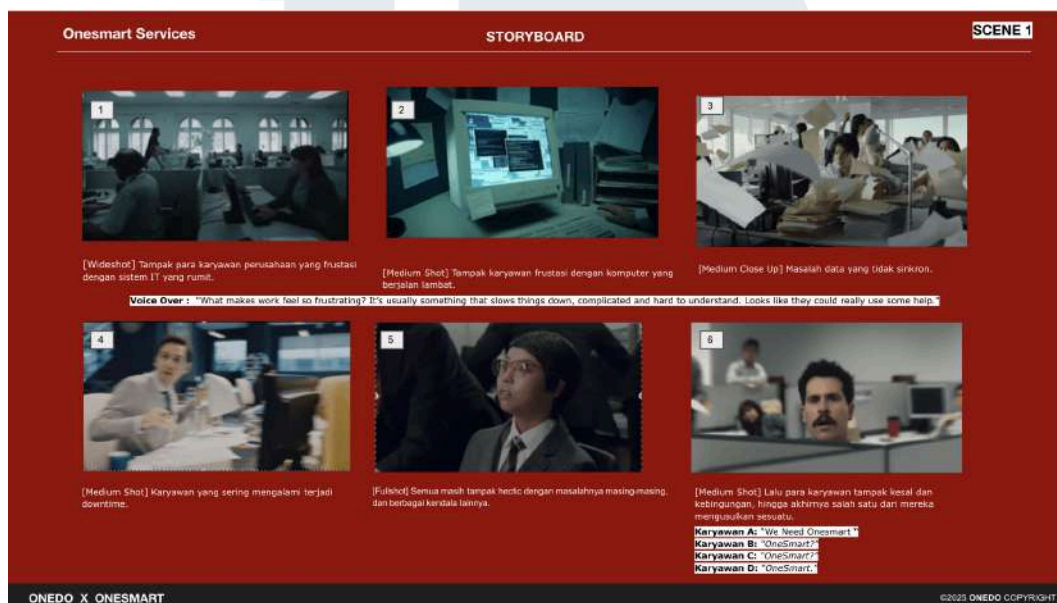 Onesmart Services
STORYBOARD
SCENE 1
1
2
3
[Wideshot] Tampak para karyawan perusahaan yang frustasi
dengan sistem IT yang rumit.
[Medium Shot] Tampak karyawan frustasi dengan komputer yang
berjalan lambat.
[Medium Close Up] Masalah data yang tidak sinkron.
Voice Over : "What makes work feel so frustrating? It's usually something that slows things down, complicated and hard to understand. Looks like they could really use some help."
4
5
6
[Medium Shot] Karyawan yang sering mengalami terjadi
downtime.
[Fullshot] Semua masih tampak hectic dengan masalahnya masing-masing,
dan berbagai kendala lainnya.
[Medium Shot] Lalu para karyawan tampak kesal dan
kebingungan, hingga akhirnya salah satu dari mereka
mengusulkan sesuatu.
Karyawan A: "We Need Onesmart "
Karyawan B: "OneSmart?"
Karyawan C: "OneSmart?"
Karyawan D: "OneSmart."
ONEDO X ONESMART
©2025 ONEDO COPYRIGHT